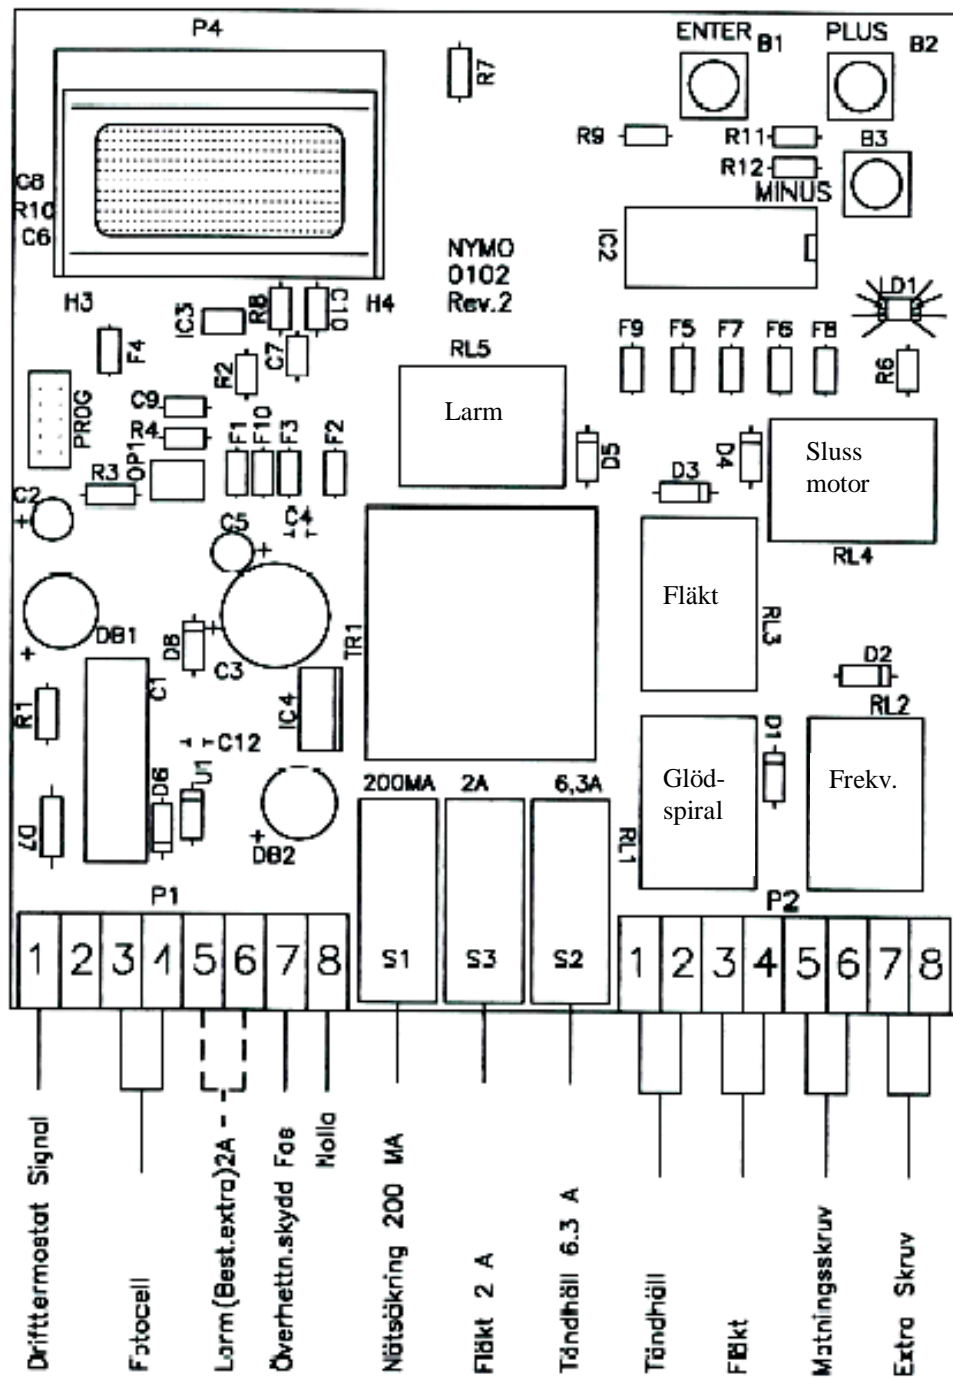 P4
ENTER
B1
PLUS
B2
R7
R9
R11
B3
R12
MINUS
C8
R10
C6
IC2
NYMO
0102
Rev.2
D1
H3
H4
IC3
R8
C10
F4
R2
C7
RL5
F9
F5
F7
F6
F8
R6
PROG
C9
R4
OP1
F1
F10
F3
F2
Larm
D5
D4
Sluss
motor
R3
C2
+
C5
+
C4
D3
RL4
DB1
+
D8
+
C3
TR1
Fläkt
RL3
D2
R1
C1
IC4
RL2
C12
D1
D6
U1
200MA
2A
6,3A
Glöd-
spiral
Frekv.
D7
+
DB2
RL1
P1
P2
1 2 3 4 5 6 7 8
S1
S3
S2
1 2 3 4 5 6 7 8
Drifttermostat Signal
Fotocell
Larm(Best.extra)2A
Överhettn.skydd Fas
Nolla
Nätsäkring 200 MA
Fläkt 2 A
Tändhäll 6.3 A
Tändhäll
Fläkt
Matningsskruv
Extra Skruv